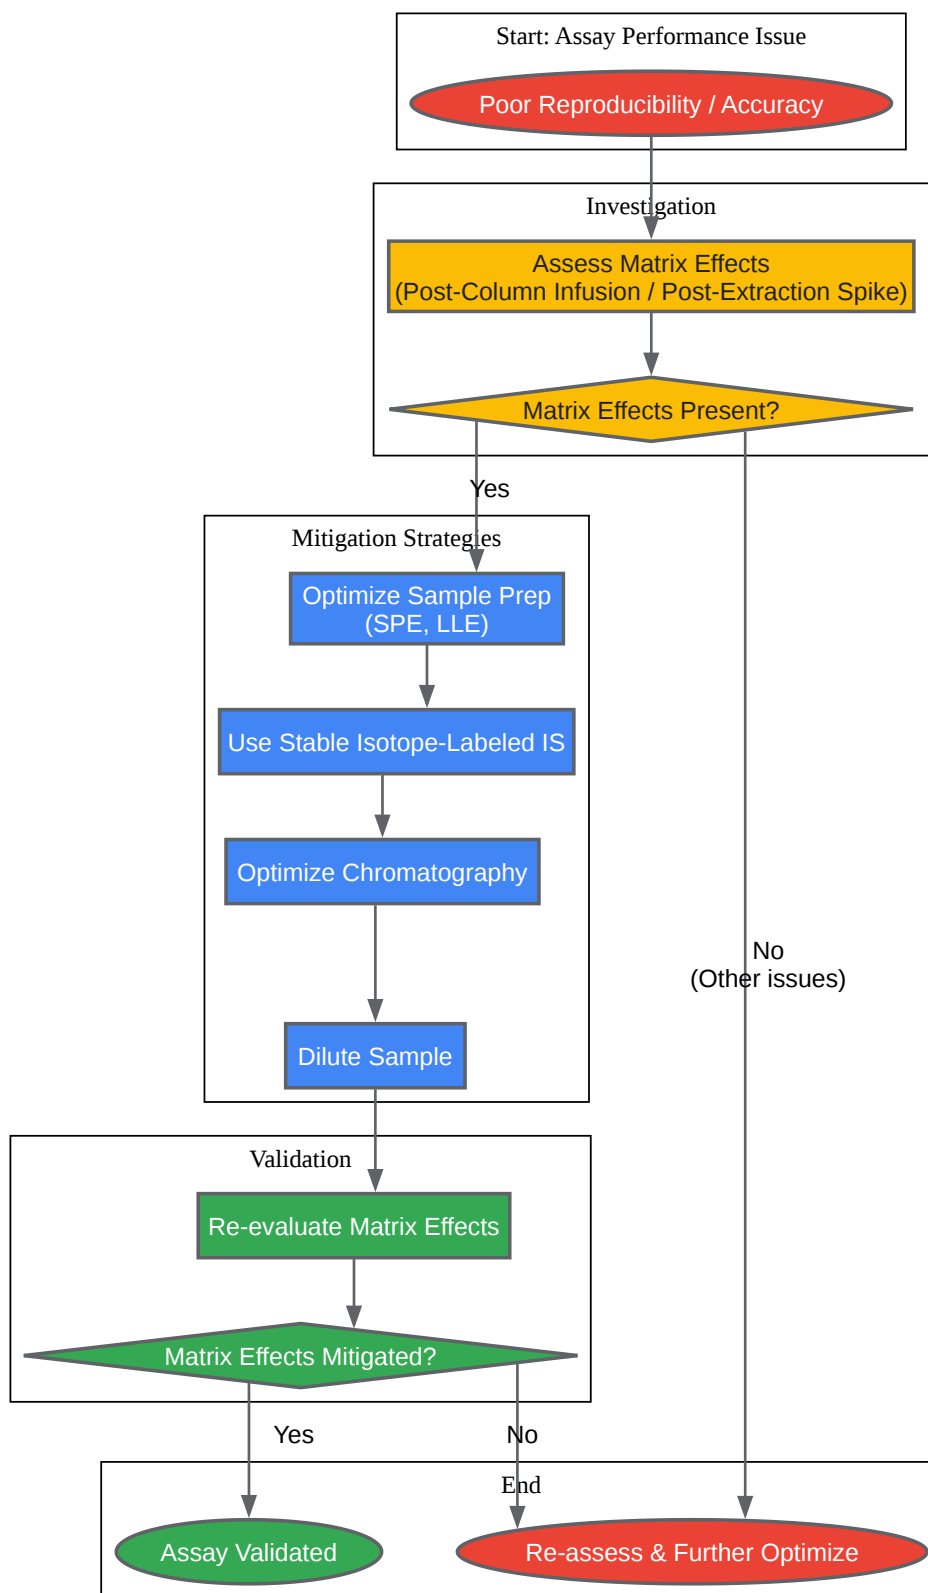 Start: Assay Performance Issue
Poor Reproducibility / Accuracy
Investigation
Assess Matrix Effects
(Post-Column Infusion / Post-Extraction Spike)
Matrix Effects Present?
Yes
Mitigation Strategies
Optimize Sample Prep
(SPE, LLE)
Use Stable Isotope-Labeled IS
Optimize Chromatography
No
(Other issues)
Dilute Sample
Validation
Re-evaluate Matrix Effects
Matrix Effects Mitigated?
Yes
No
End
Assay Validated
Re-assess & Further Optimize